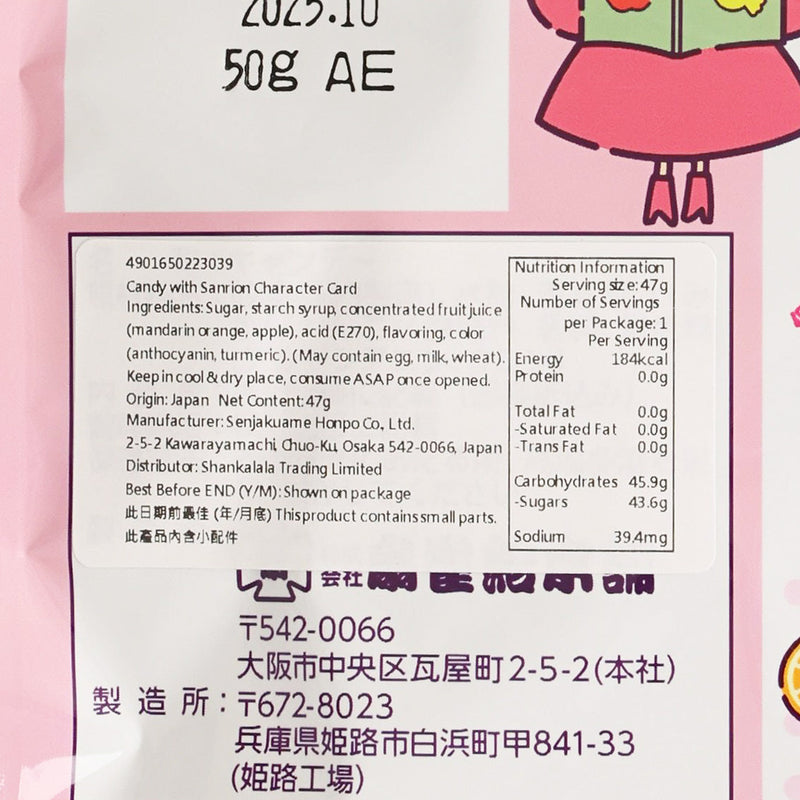 2025.10
50g AE
4901650223039
Candy with Sanrion Character Card
Ingredients: Sugar, starch syrup, concentrated fruit juice
(mandarin orange, apple), acid (E270), flavoring, color
(anthocyanin, turmeric). (May contain egg, milk, wheat).
Keep in cool & dry place, consume ASAP once opened.
Origin: Japan Net Content: 47g
Manufacturer: Senjakuame Honpo Co., Ltd.
2-5-2 Kawarayamachi, Chuo-Ku, Osaka 542-0066, Japan
Distributor: Shankalala Trading Limited
Best Before END (Y/M): Shown on package
此日期前最佳 (年/月底) This product contains small parts.
此產品內含小配件
Nutrition Information
Serving size: 47g
Number of Servings
per Package: 1
Per Serving
Energy 184kcal
Protein 0.0g
Total Fat 0.0g
-Saturated Fat 0.0g
-Trans Fat 0.0g
Carbohydrates 45.9g
-Sugars 43.6g
Sodium 39.4mg
会社
〒542-0066
大阪市中央区瓦屋町2-5-2(本社)
製造所:〒672-8023
兵庫県姫路市白浜町甲841-33
(姫路工場)